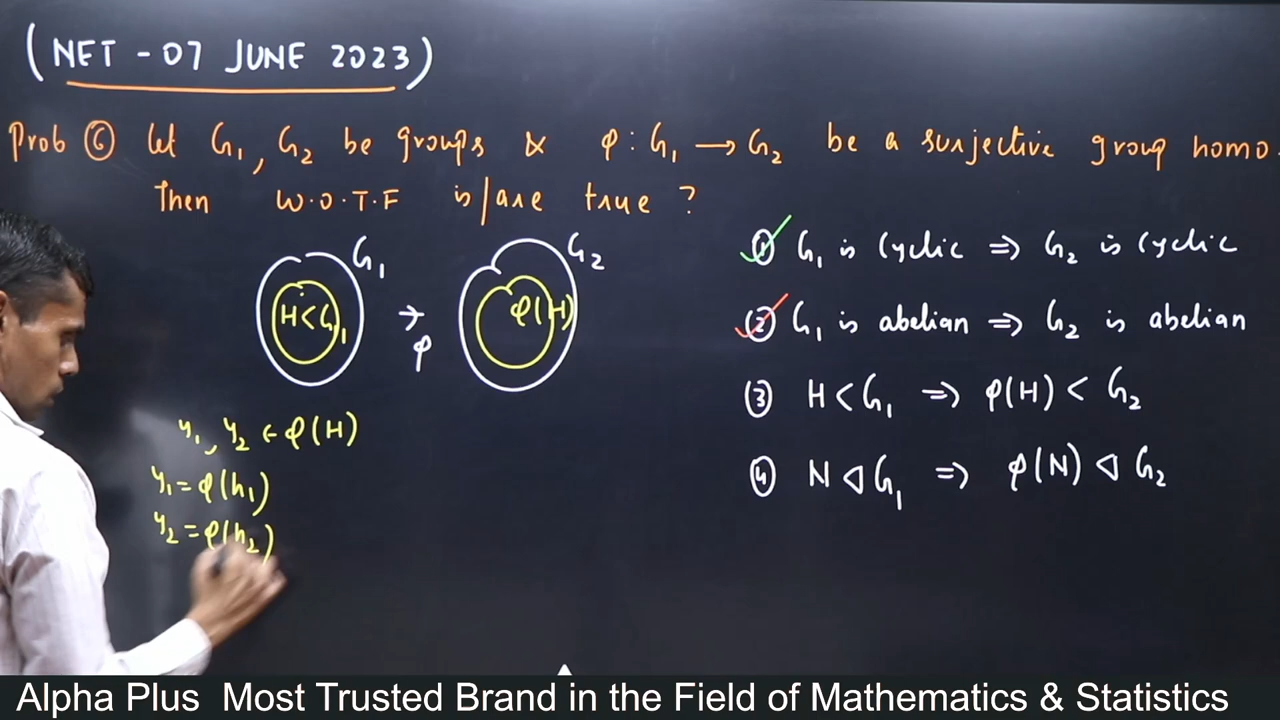 (NET - 07 JUNE 2023)
Prob ⑥ Let G₁, G₂ be groups & φ : G₁ → G₂ be a surjective group homo.
Then W.O.T.F is/are true ?
G₁
G₂
H < G₁
→
φ
φ(H)
① G₁ is cyclic ⇒ G₂ is cyclic
② G₁ is abelian ⇒ G₂ is abelian
③ H < G₁ ⇒ φ(H) < G₂
④ N ⊲ G₁ ⇒ φ(N) ⊲ G₂
y₁, y₂ ∈ φ(H)
y₁ = φ(h₁)
y₂ = φ(h₂)
Alpha Plus Most Trusted Brand in the Field of Mathematics & Statistics